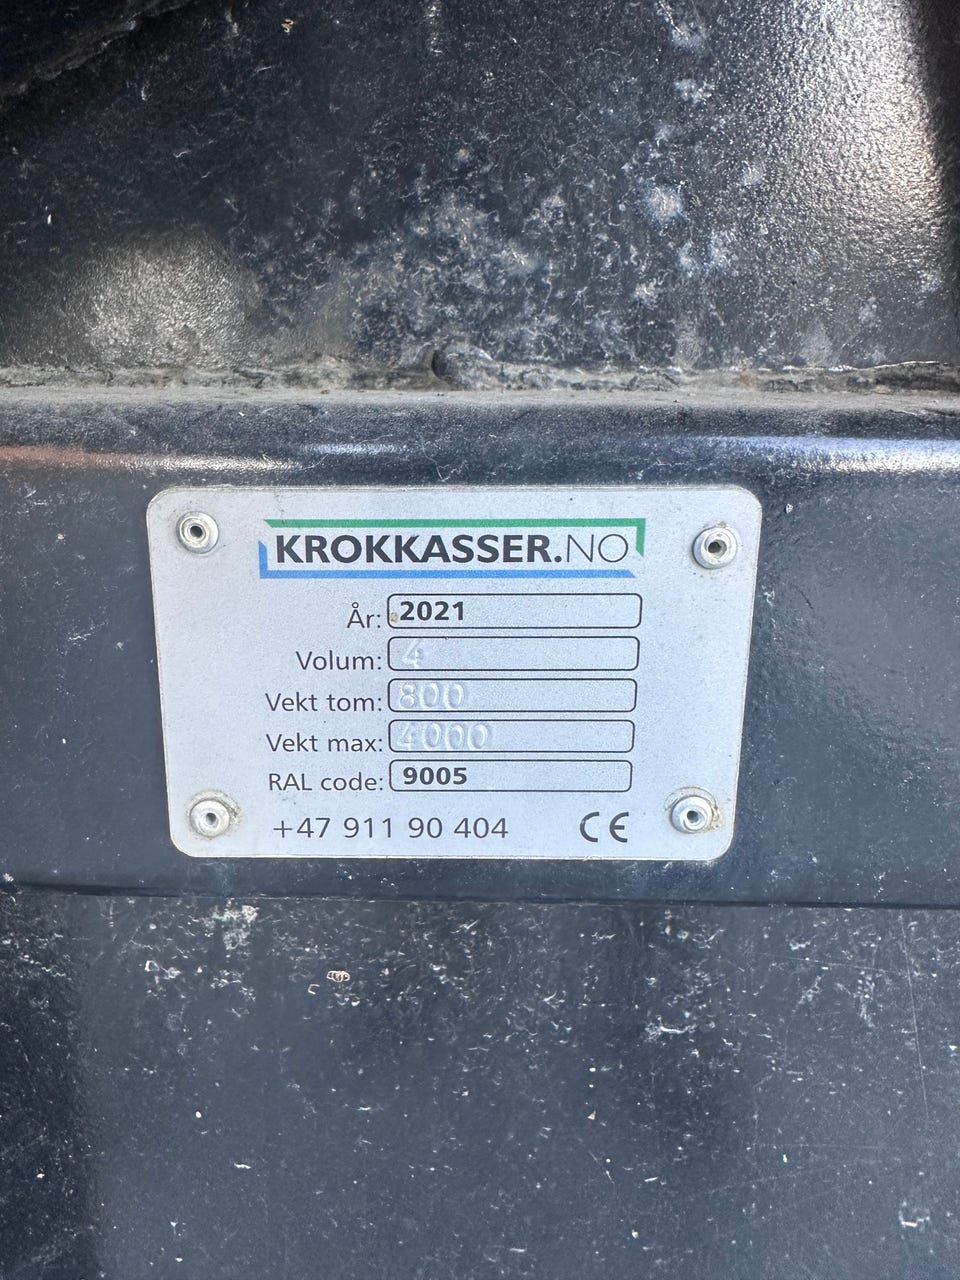 KROKKASSER.NO
År: 2021
Volum: 4
Vekt tom: 800
Vekt max: 4000
RAL code: 9005
+47 911 90 404 CE